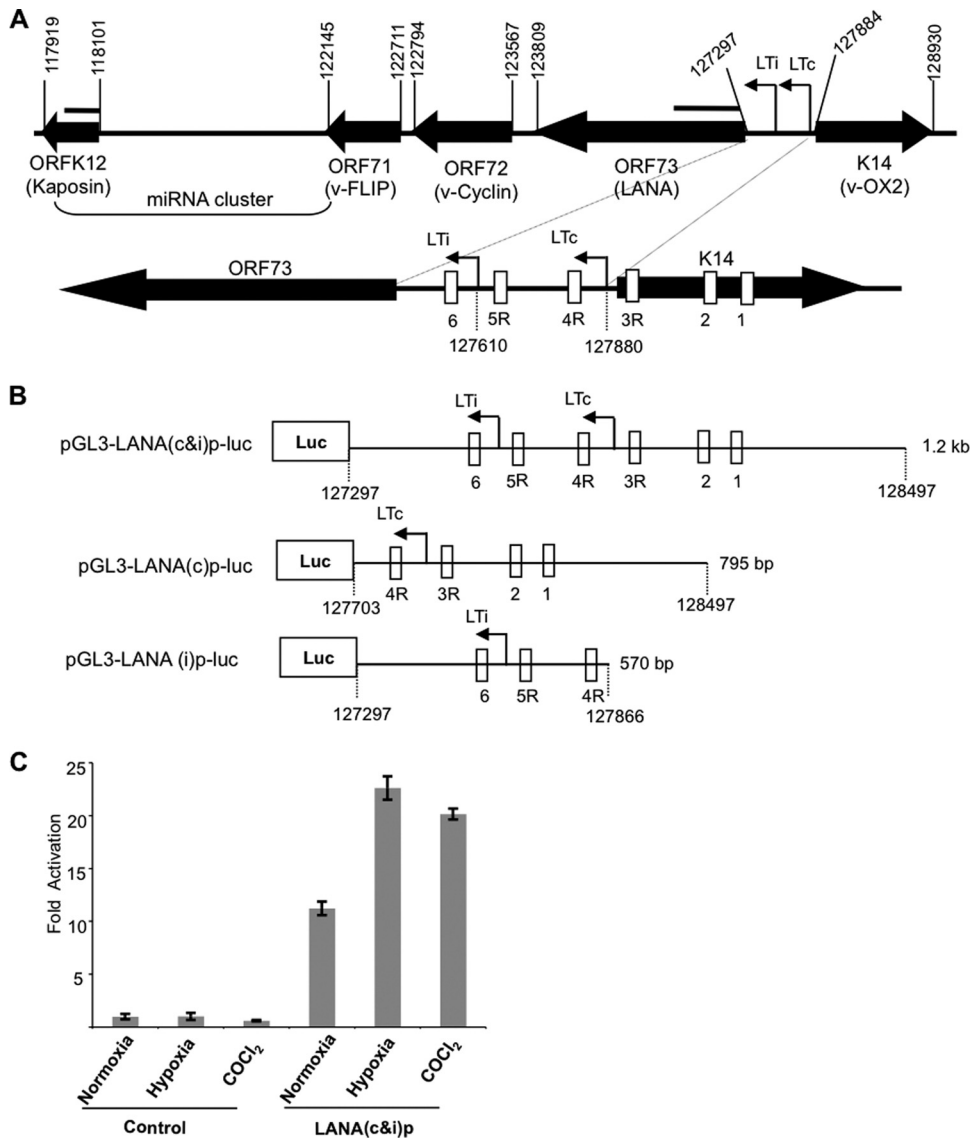 A
117919
118101
122145
122711
122794
123567
123809
127297
127884
128930
LTi
LTc
ORFK12
(Kaposin)
ORF71
(v-FLIP)
ORF72
(v-Cyclin)
ORF73
(LANA)
K14
(v-OX2)
miRNA cluster
LTi
LTc
ORF73
K14
6
5R
4R
3R
2
1
127610
127880
B
pGL3-LANA(c&i)p-luc
Luc
LTi
LTc
1.2 kb
6
5R
4R
3R
2
1
127297
128497
pGL3-LANA(c)p-luc
Luc
LTc
795 bp
4R
3R
2
1
127703
128497
pGL3-LANA (i)p-luc
Luc
LTi
570 bp
6
5R
4R
127297
127866
C
Fold Activation
25
20
15
10
5
Normoxia
Hypoxia
COCl2
Normoxia
Hypoxia
COCl2
Control
LANA(c&i)p